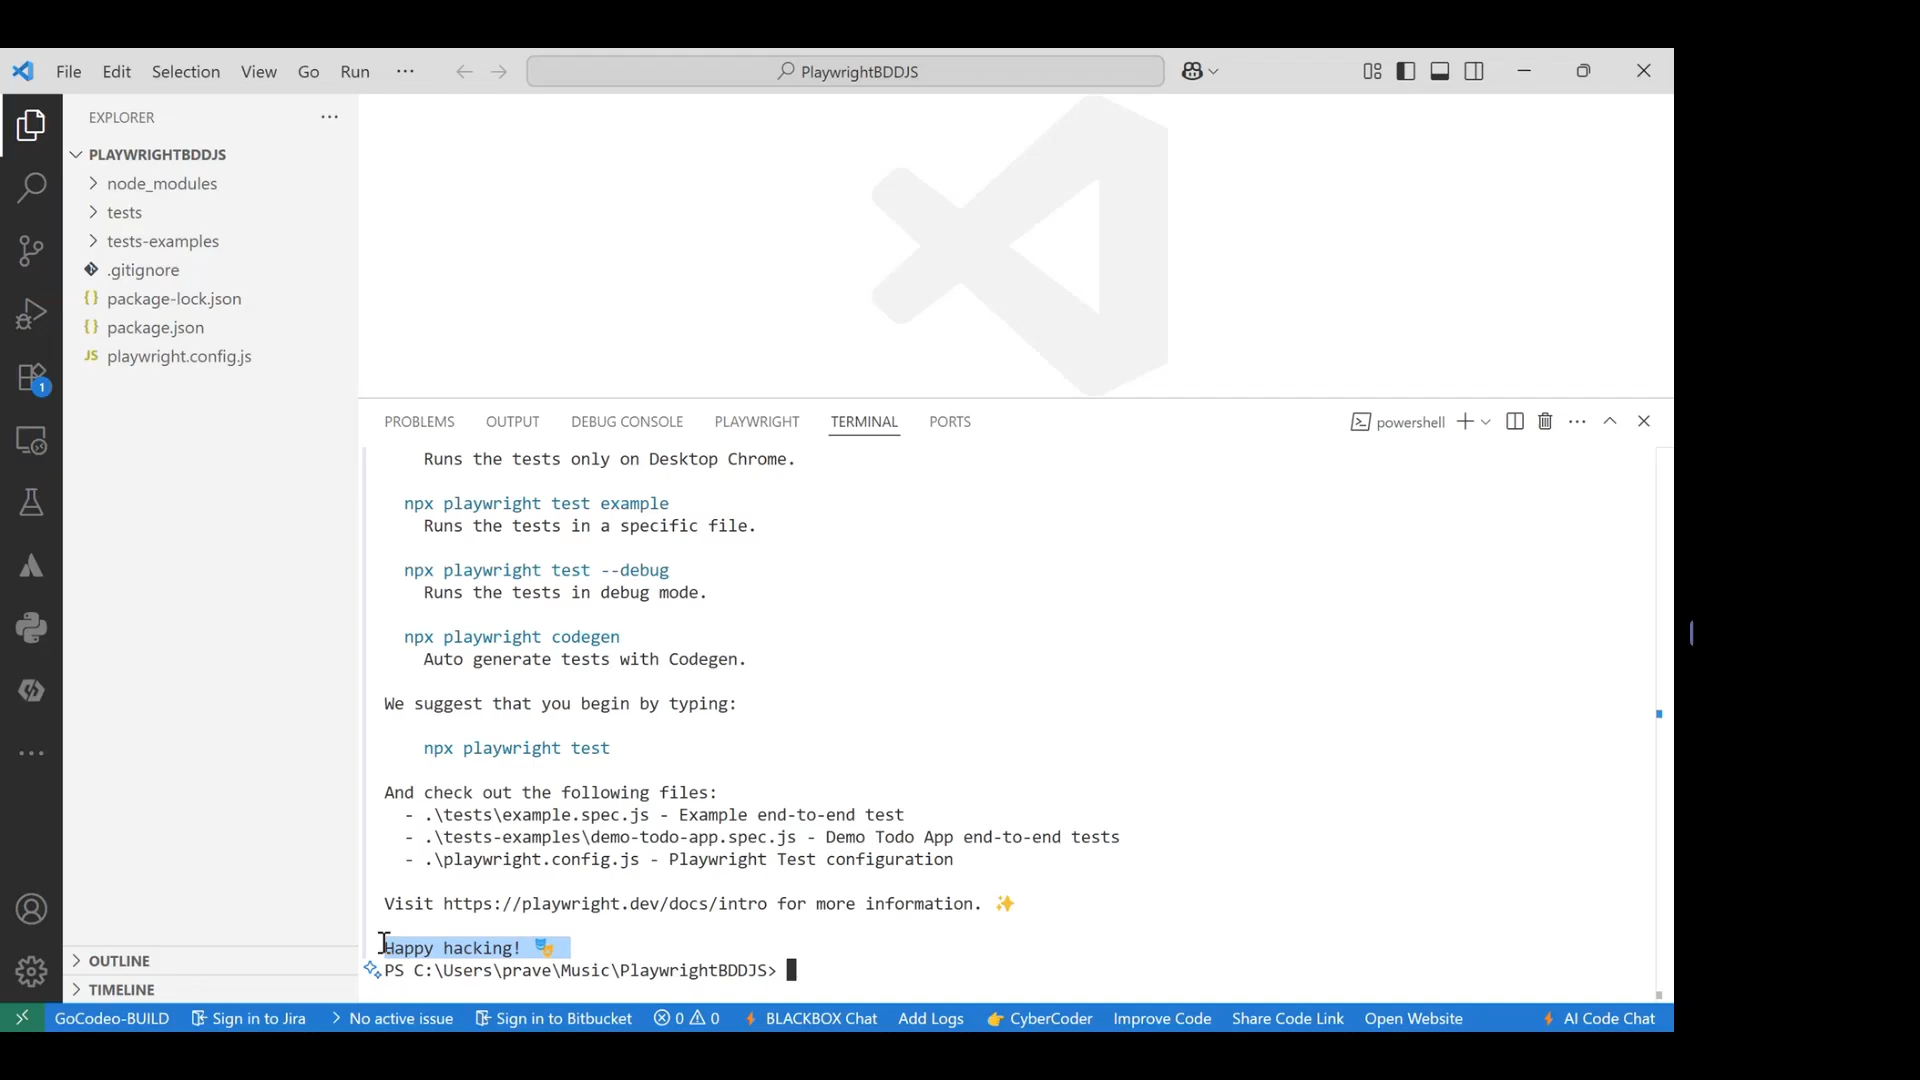 File Edit Selection View Go Run ··· PlaywrightBDDJS
EXPLORER ···
PLAYWRIGHTBDDJS
node_modules
tests
tests-examples
.gitignore
{} package-lock.json
{} package.json
JS playwright.config.js
1
OUTLINE
TIMELINE
PROBLEMS OUTPUT DEBUG CONSOLE PLAYWRIGHT TERMINAL PORTS powershell
Runs the tests only on Desktop Chrome.
npx playwright test example
Runs the tests in a specific file.
npx playwright test --debug
Runs the tests in debug mode.
npx playwright codegen
Auto generate tests with Codegen.
We suggest that you begin by typing:
npx playwright test
And check out the following files:
- .\tests\example.spec.js - Example end-to-end test
- .\tests-examples\demo-todo-app.spec.js - Demo Todo App end-to-end tests
- .\playwright.config.js - Playwright Test configuration
Visit https://playwright.dev/docs/intro for more information. ✨
Happy hacking! 🎭
PS C:\Users\prave\Music\PlaywrightBDDJS>
GoCodeo-BUILD Sign in to Jira No active issue Sign in to Bitbucket 0 0 BLACKBOX Chat Add Logs 👉 CyberCoder Improve Code Share Code Link Open Website AI Code Chat